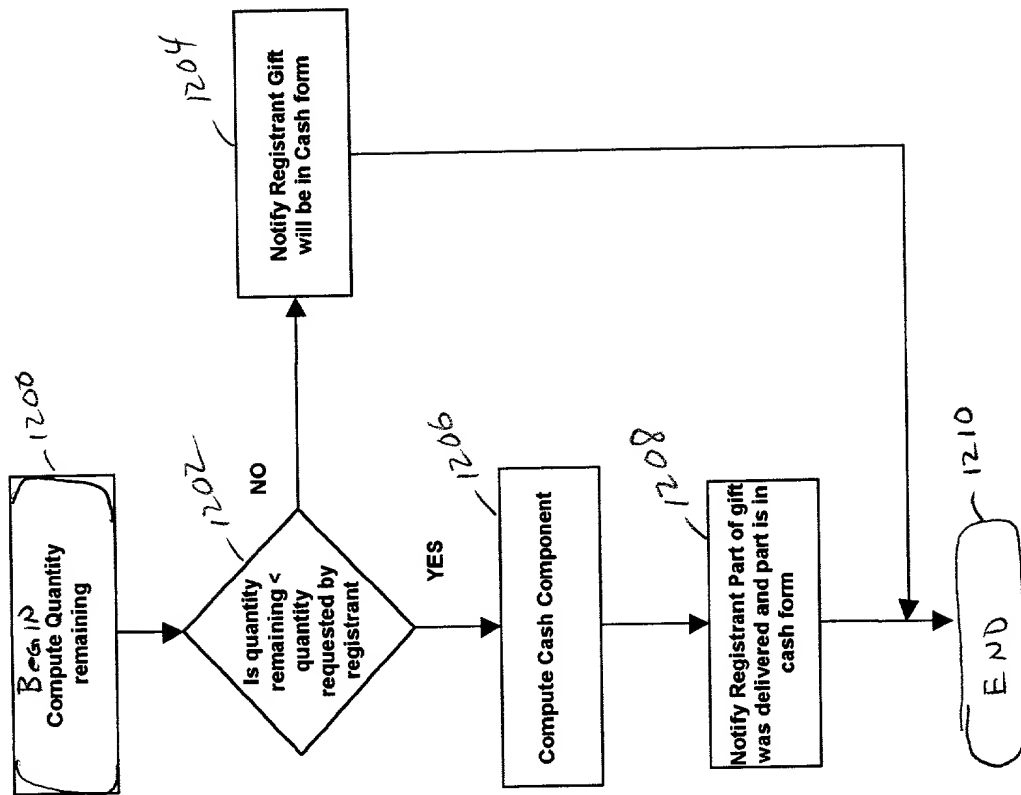 BEGIN
Compute Quantity
remaining
1200
Is quantity
remaining <
quantity
requested by
registrant
1202
NO
Notify Registrant Gift
will be in Cash form
1204
YES
Compute Cash Component
1206
Notify Registrant Part of gift
was delivered and part is in
cash form
1208
END
1210